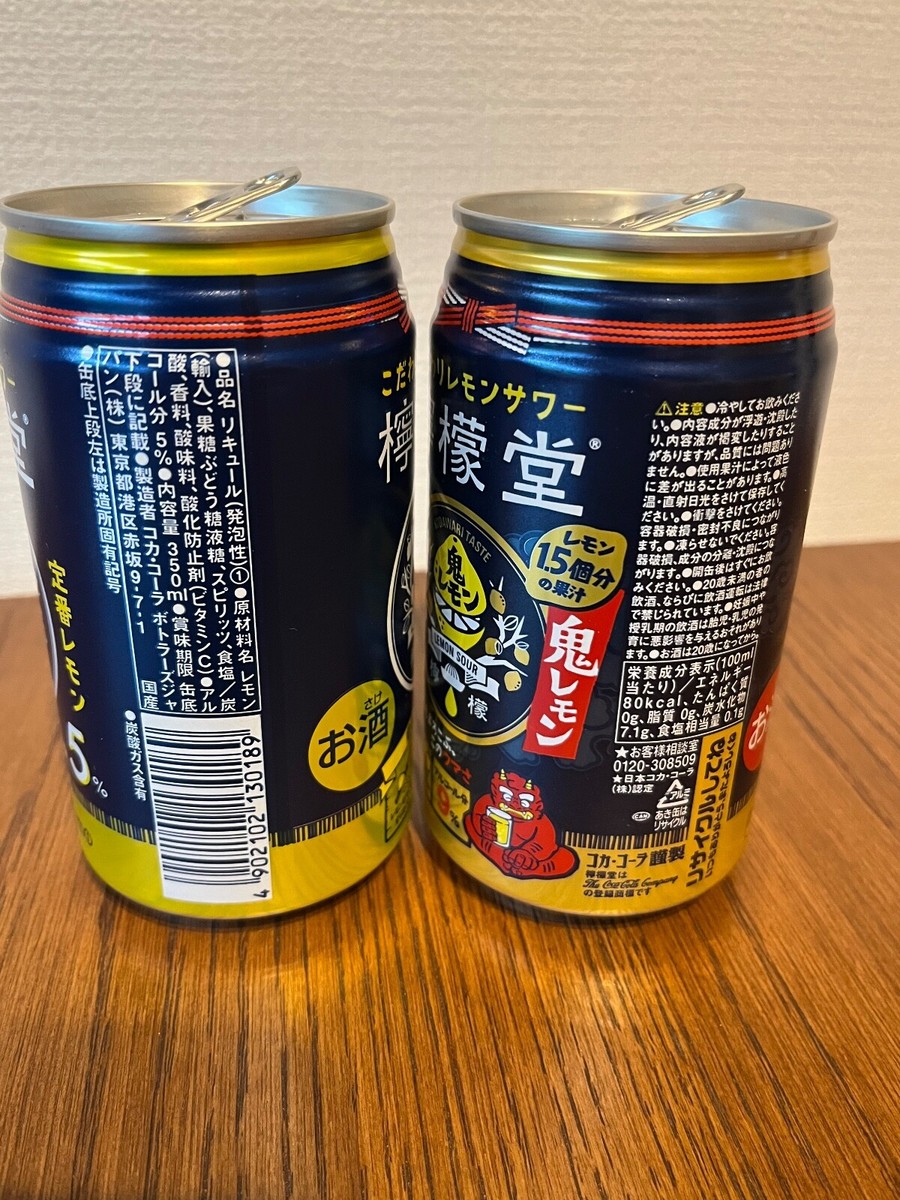 定番レモン
5%
●品名 リキュール(発泡性)① ●原材料名 レモン
(輸入)、果糖ぶどう糖液糖、スピリッツ、食塩/炭
酸、香料、酸味料、酸化防止剤(ビタミンC)●アル
コール分 5% ●内容量 350ml ●賞味期限 缶底
下段に記載 ●製造者 コカ・コーラ ボトラーズジャ
パン(株) 東京都港区赤坂9-7-1
●缶底上段左は製造所固有記号
国産
●炭酸ガス含有
4902102130189
さけ
お酒
こだわ
檸
リレモンサワー
檬堂®
TASTE
鬼レモン
LEMON SOUR
檬
レモン
1.5個分
の果汁
鬼レモン
9%
⚠注意 ●冷やしてお飲みくださ
い。●内容成分が浮遊・沈殿した
り、内容液が褐変したりすること
がありますが、品質には問題あり
ません。●使用果汁によって液色
に差が出ることがあります。●高
温・直射日光をさけて保存してく
ださい。●衝撃をさけてください。
容器破損・密封不良につながり
ます。●凍らせないでください。容
器破損、成分の分離・沈殿につな
がります。●開缶後はすぐにお飲
みください。●20歳未満の者の
飲酒、ならびに飲酒運転は法律
で禁じられています。●妊娠中や
授乳期の飲酒は胎児・乳児の発
育に悪影響を与えるおそれがあり
ます。●お酒は20歳になってから。
栄養成分表示(100ml
当たり)/エネルギー
80kcal、たんぱく質
0g、脂質 0g、炭水化物
7.1g、食塩相当量 0.1g
★お客様相談室
0120-308509
★日本コカ・コーラ
(株)認定
アルミ
あき缶は
リサイクル
CAN
リサイクルしてね
コカ・コーラ謹製
檸檬堂は
The Coca-Cola Company
の登録商標です
お